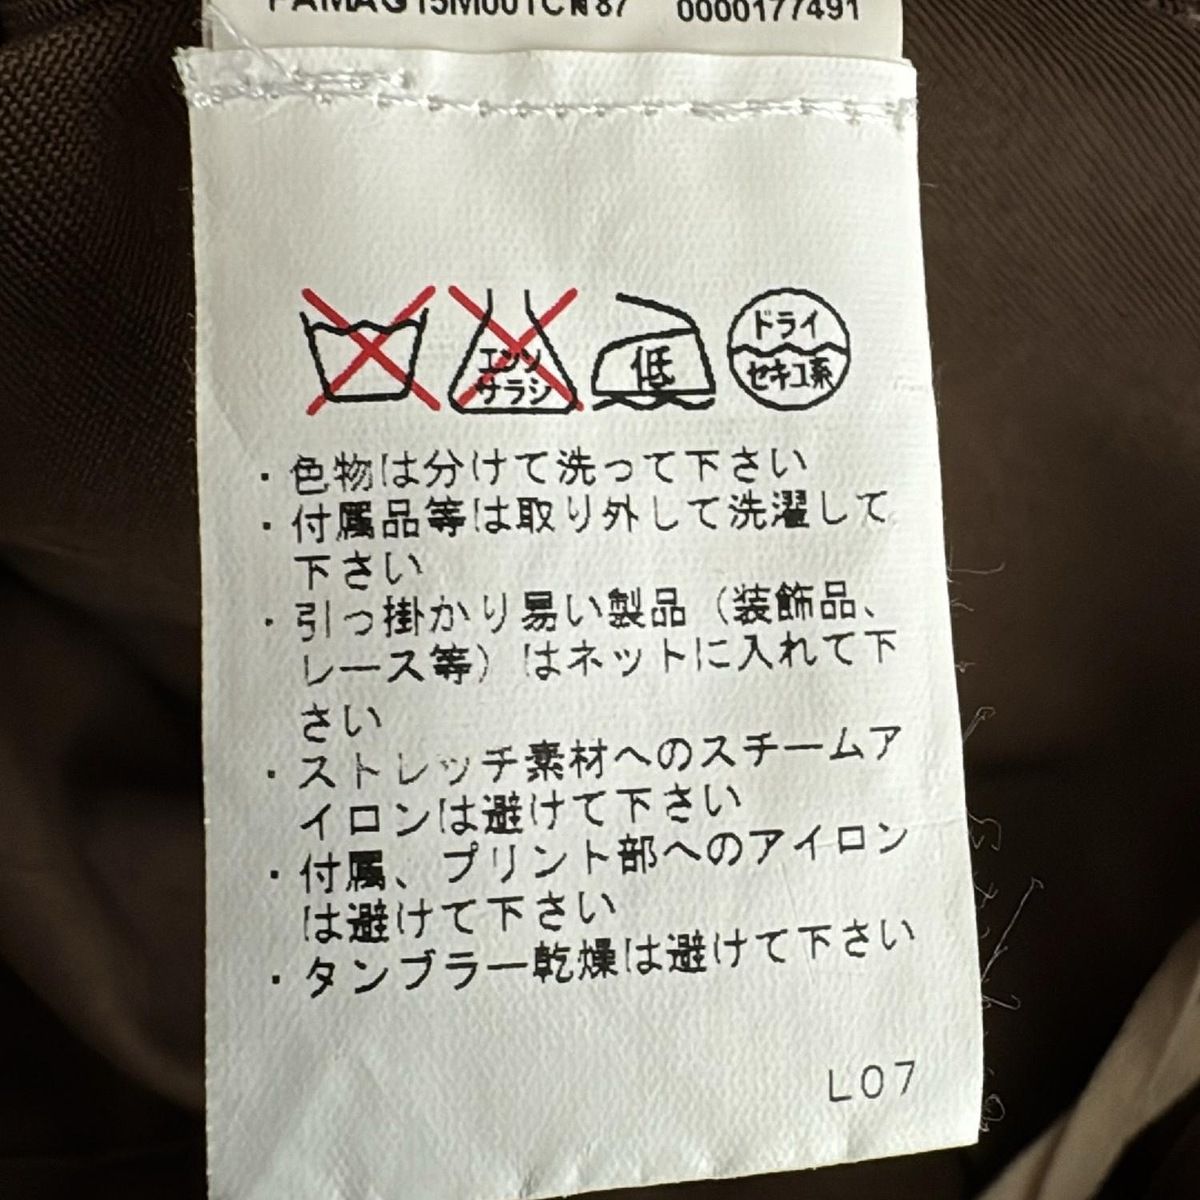 PAMAG15M001CN87 0000177491
エンソ
サラシ
低
ドライ
セキユ系
・色物は分けて洗って下さい
・付属品等は取り外して洗濯して
下さい
・引っ掛かり易い製品（装飾品、
レース等）はネットに入れて下
さい
・ストレッチ素材へのスチームア
イロンは避けて下さい
・付属、プリント部へのアイロン
は避けて下さい
・タンブラー乾燥は避けて下さい
L07